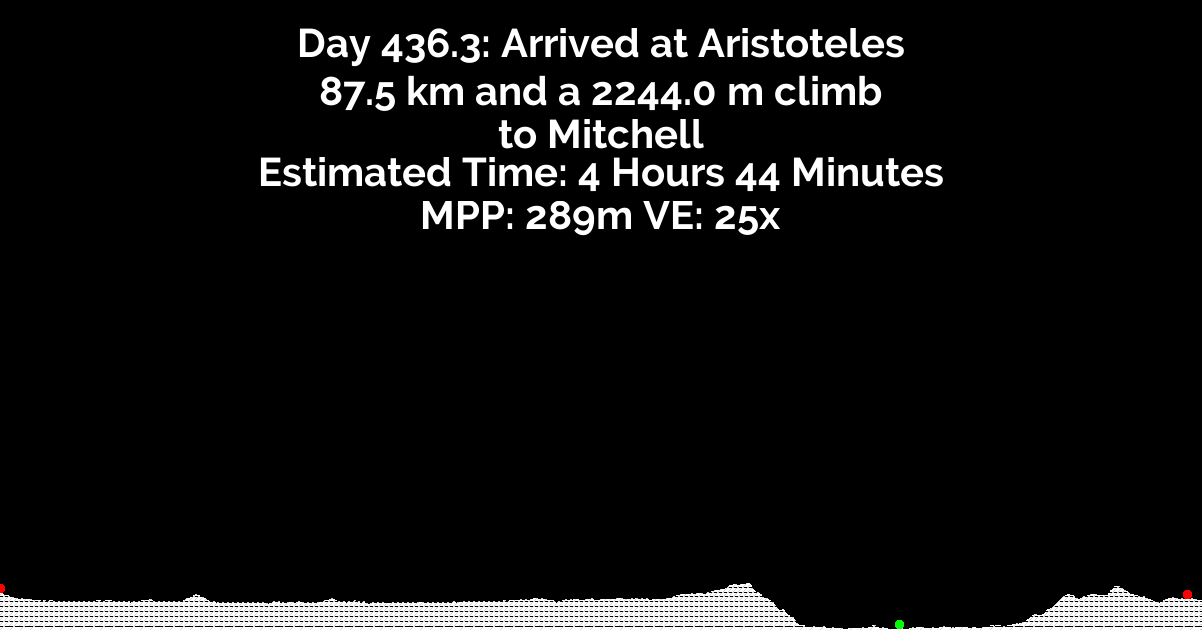 Day 436.3: Arrived at Aristoteles
87.5 km and a 2244.0 m climb
to Mitchell
Estimated Time: 4 Hours 44 Minutes
MPP: 289m VE: 25x